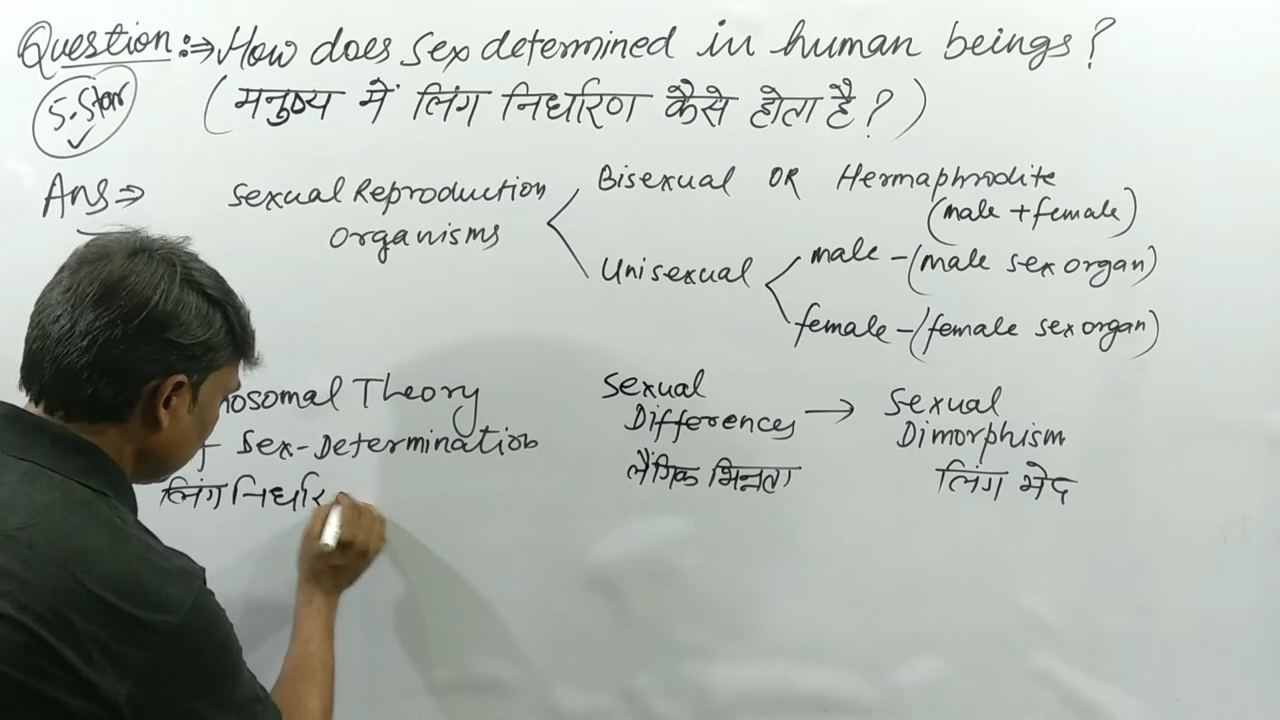 Question:⇒ How does sex determined in human beings?
5-Star
(मनुष्य में लिंग निर्धारण कैसे होता है?)
Ans ⇒
Sexual Reproduction
organisms
Bisexual OR Hermaphrodite
(male + female)
Unisexual
male - (male sex organ)
female - (female sex organ)
Theory
Sex-Determination
लिंग
Sexual
Differences →
लैंगिक भिन्नता
Sexual
Dimorphism
लिंग भेद